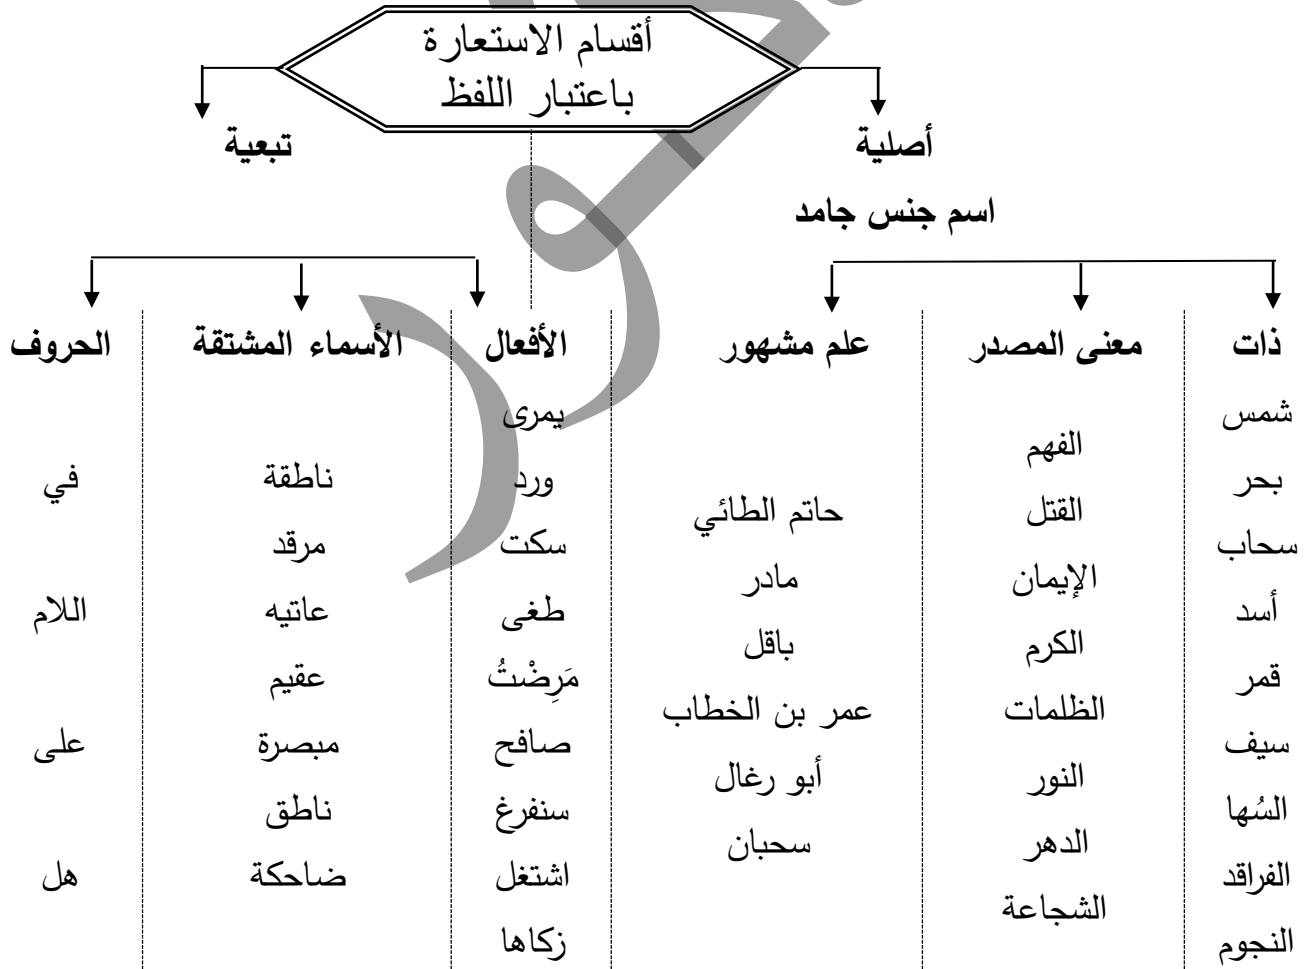 أقسام الاستعارة
باعتبار اللفظ
أصلية
تبعية
اسم جنس جامد
ذات
معنى المصدر
علم مشهور
الأفعال
الأسماء المشتقة
الحروف
شمس
بحر
سحاب
أسد
قمر
سيف
السُها
الفراقد
النجوم
الفهم
القتل
الإيمان
الكرم
الظلمات
النور
الدهر
الشجاعة
حاتم الطائي
مادر
باقل
عمر بن الخطاب
أبو رغال
سحبان
يمرى
ورد
سكت
طغى
مَرِضْتُ
صافح
سنفرغ
اشتغل
زكاها
ناطقة
مرقد
عاتيه
عقيم
مبصرة
ناطق
ضاحكة
في
اللام
على
هل